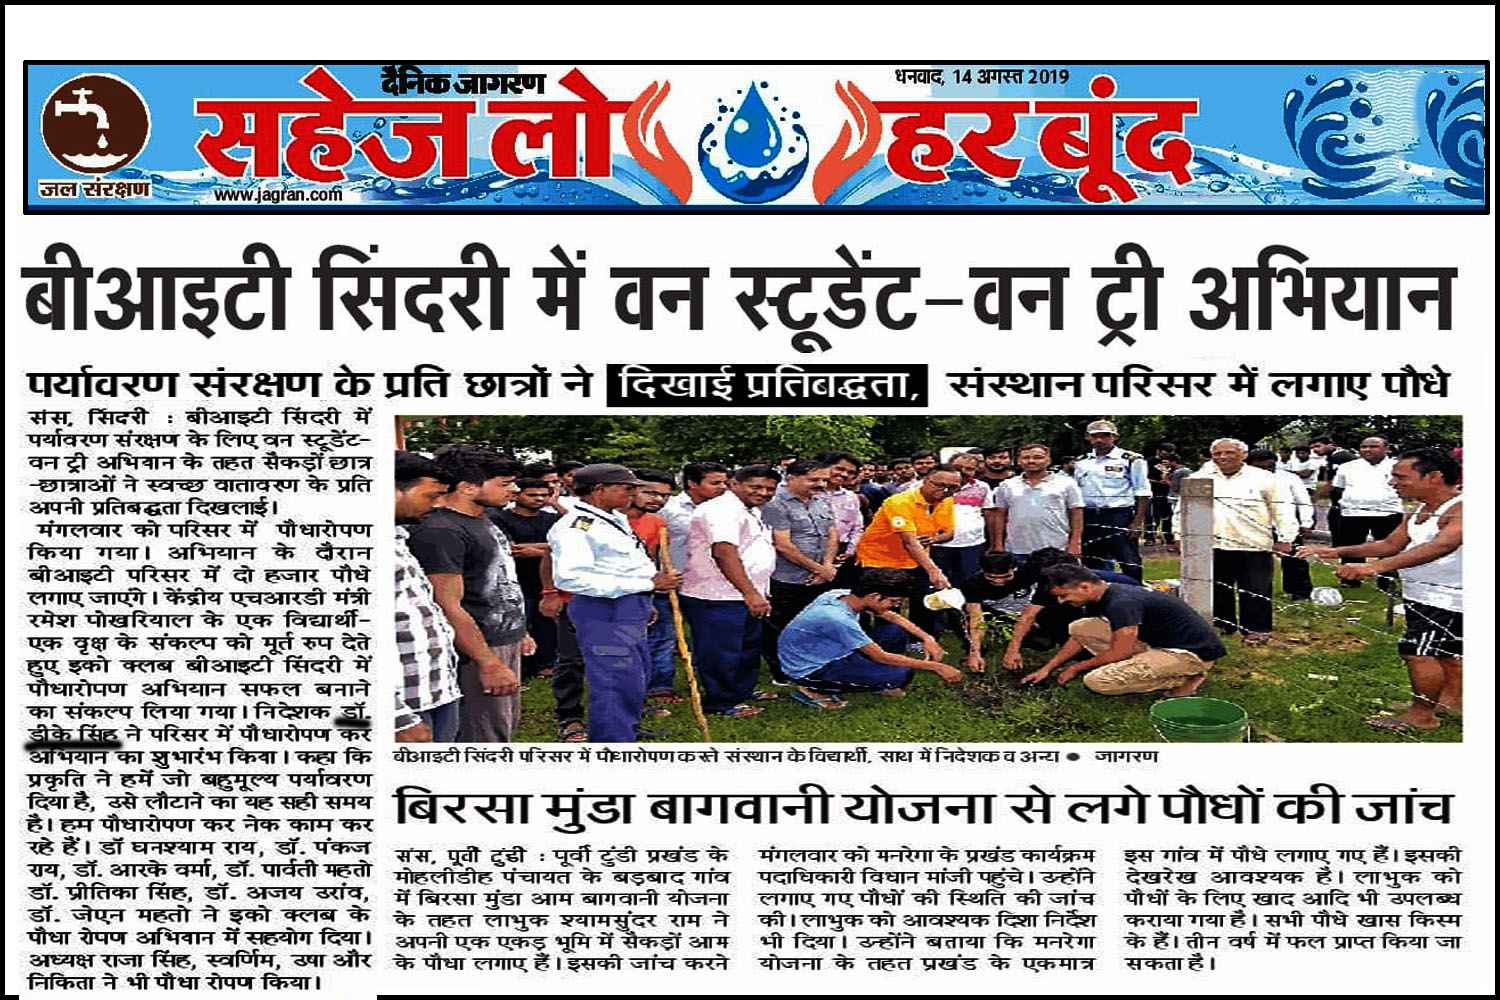 दैनिक जागरण
धनबाद, 14 अगस्त 2019
सहेज लो हर बूंद
जल संरक्षण
www.jagran.com
बीआइटी सिंदरी में वन स्टूडेंट-वन ट्री अभियान
पर्यावरण संरक्षण के प्रति छात्रों ने दिखाई प्रतिबद्धता, संस्थान परिसर में लगाए पौधे
संस, सिंदरी : बीआइटी सिंदरी में
पर्यावरण संरक्षण के लिए वन स्टूडेंट-
वन ट्री अभियान के तहत सैकड़ों छात्र
-छात्राओं ने स्वच्छ वातावरण के प्रति
अपनी प्रतिबद्धता दिखलाई।
मंगलवार को परिसर में पौधारोपण
किया गया। अभियान के दौरान
बीआइटी परिसर में दो हजार पौधे
लगाए जाएंगे। केंद्रीय एचआरडी मंत्री
रमेश पोखरियाल के एक विद्यार्थी-
एक वृक्ष के संकल्प को मूर्त रुप देते
हुए इको क्लब बीआइटी सिंदरी में
पौधारोपण अभियान सफल बनाने
का संकल्प लिया गया। निदेशक डॉ.
डीके सिंह ने परिसर में पौधारोपण कर
अभियान का शुभारंभ किया। कहा कि
प्रकृति ने हमें जो बहुमूल्य पर्यावरण
दिया है, उसे लौटाने का यह सही समय
है। हम पौधारोपण कर नेक काम कर
रहे हैं। डॉ घनश्याम राय, डॉ. पंकज
राय, डॉ. आरके वर्मा, डॉ. पार्वती महतो
डॉ. प्रीतिका सिंह, डॉ. अजय उरांव,
डॉ. जेएन महतो ने इको क्लब के
पौधा रोपण अभियान में सहयोग दिया।
अध्यक्ष राजा सिंह, स्वर्णिम, उषा और
निकिता ने भी पौधा रोपण किया।
बीआइटी सिंदरी परिसर में पौधारोपण करते संस्थान के विद्यार्थी, साथ में निदेशक व अन्य ● जागरण
बिरसा मुंडा बागवानी योजना से लगे पौधों की जांच
संस, पूर्वी टुंडी : पूर्वी टुंडी प्रखंड के
मोहलीडीह पंचायत के बड़बाद गांव
में बिरसा मुंडा आम बागवानी योजना
के तहत लाभुक श्यामसुंदर राम ने
अपनी एक एकड़ भूमि में सैकड़ों आम
के पौधा लगाए हैं। इसकी जांच करने
मंगलवार को मनरेगा के प्रखंड कार्यक्रम
पदाधिकारी विधान मांजी पहुंचे। उन्होंने
लगाए गए पौधों की स्थिति की जांच
की। लाभुक को आवश्यक दिशा निर्देश
भी दिया। उन्होंने बताया कि मनरेगा
योजना के तहत प्रखंड के एकमात्र
इस गांव में पौधे लगाए गए हैं। इसकी
देखरेख आवश्यक है। लाभुक को
पौधों के लिए खाद आदि भी उपलब्ध
कराया गया है। सभी पौधे खास किस्म
के हैं। तीन वर्ष में फल प्राप्त किया जा
सकता है।